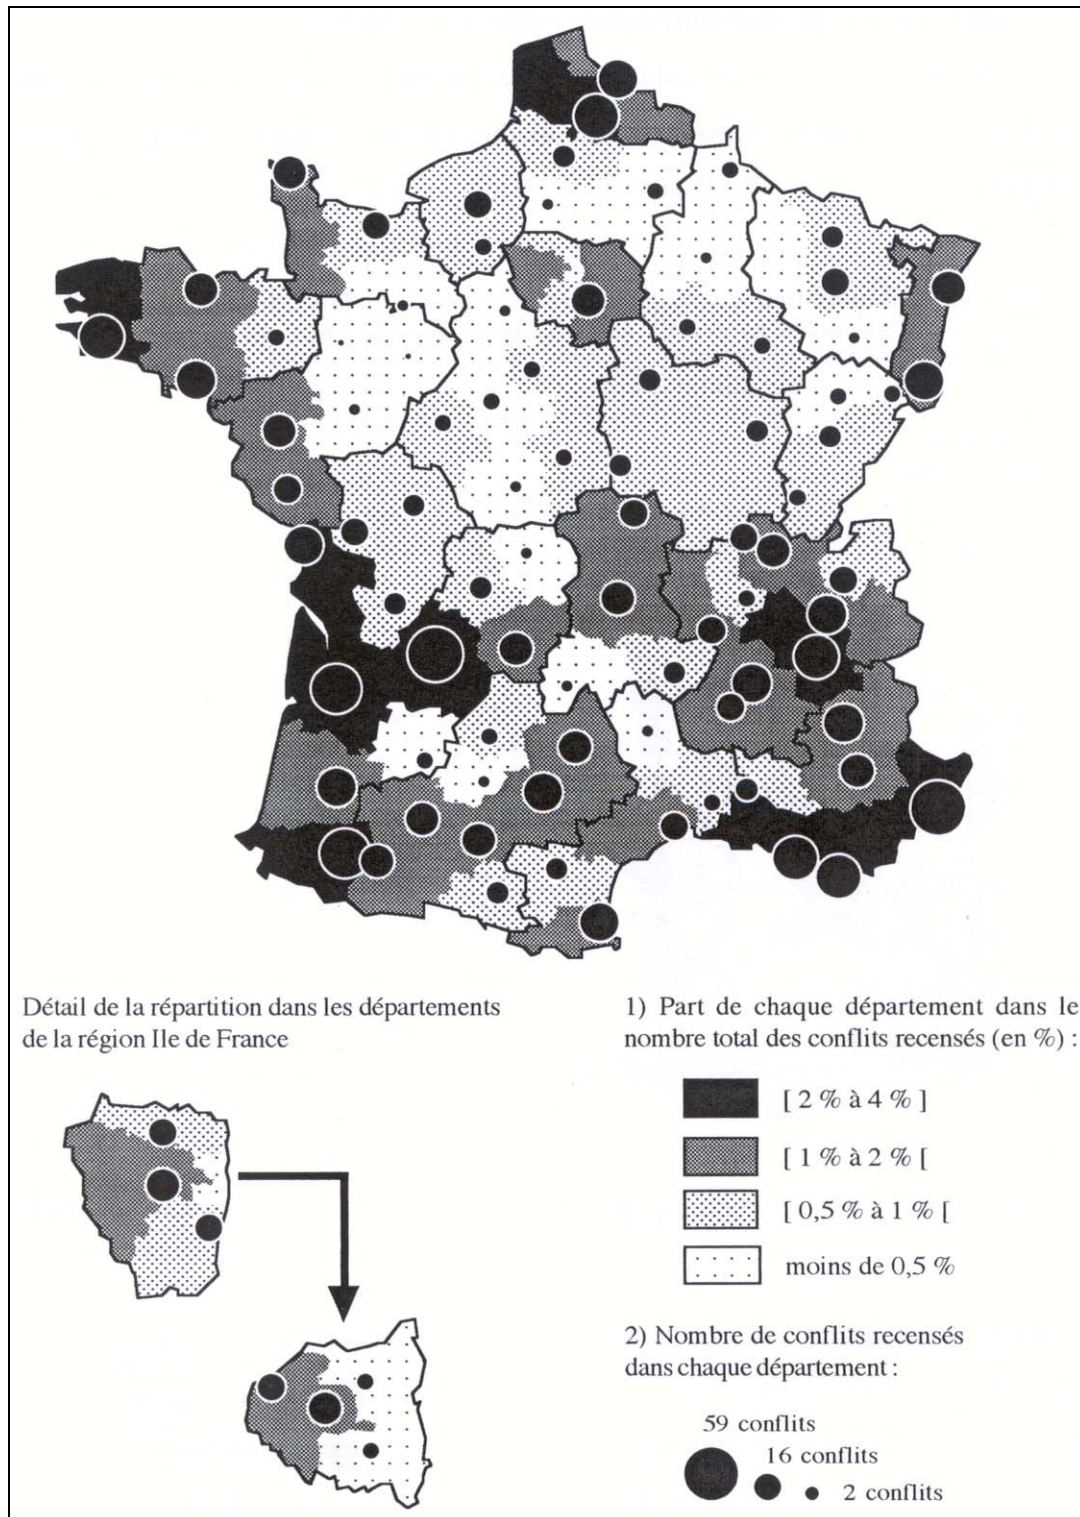 Détail de la répartition dans les départements
de la région Ile de France
1) Part de chaque département dans le
nombre total des conflits recensés (en %) :
[ 2 % à 4 % ]
[ 1 % à 2 % [
[ 0,5 % à 1 % [
moins de 0,5 %
2) Nombre de conflits recensés
dans chaque département :
59 conflits
16 conflits
2 conflits